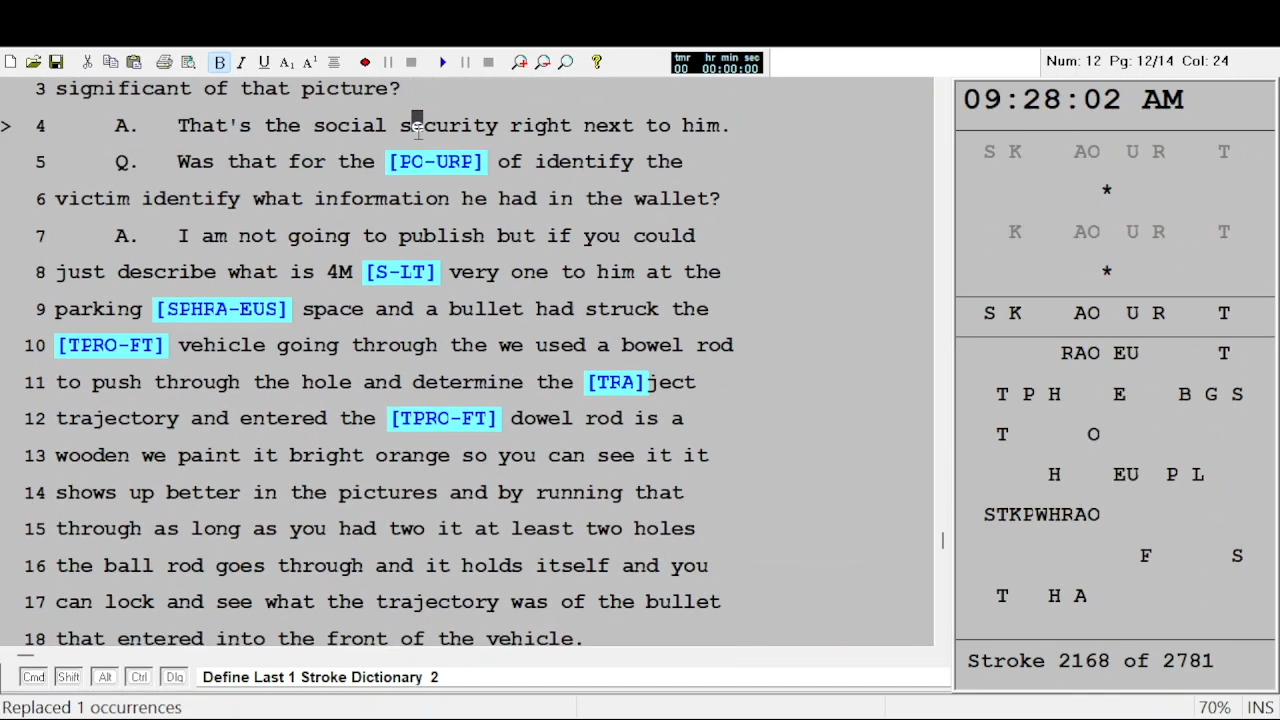 tmr hr min sec
00 00:00:00
Num: 12 Pg: 12/14 Col: 24
3 significant of that picture?
> 4 A. That's the social security right next to him.
5 Q. Was that for the [PO-URP] of identify the
6 victim identify what information he had in the wallet?
7 A. I am not going to publish but if you could
8 just describe what is 4M [S-LT] very one to him at the
9 parking [SPHRA-EUS] space and a bullet had struck the
10 [TPRO-FT] vehicle going through the we used a bowel rod
11 to push through the hole and determine the [TRA]ject
12 trajectory and entered the [TPRO-FT] dowel rod is a
13 wooden we paint it bright orange so you can see it it
14 shows up better in the pictures and by running that
15 through as long as you had two it at least two holes
16 the ball rod goes through and it holds itself and you
17 can lock and see what the trajectory was of the bullet
18 that entered into the front of the vehicle.
09:28:02 AM
S K AO U R T
*
K AO U R T
*
S K AO U R T
RAO EU T
T P H E B G S
T O
H EU P L
STKPWHRAO
F S
T H A
Stroke 2168 of 2781
Cmd Shift Alt Ctrl Dlg Define Last 1 Stroke Dictionary 2
Replaced 1 occurrences
70% INS